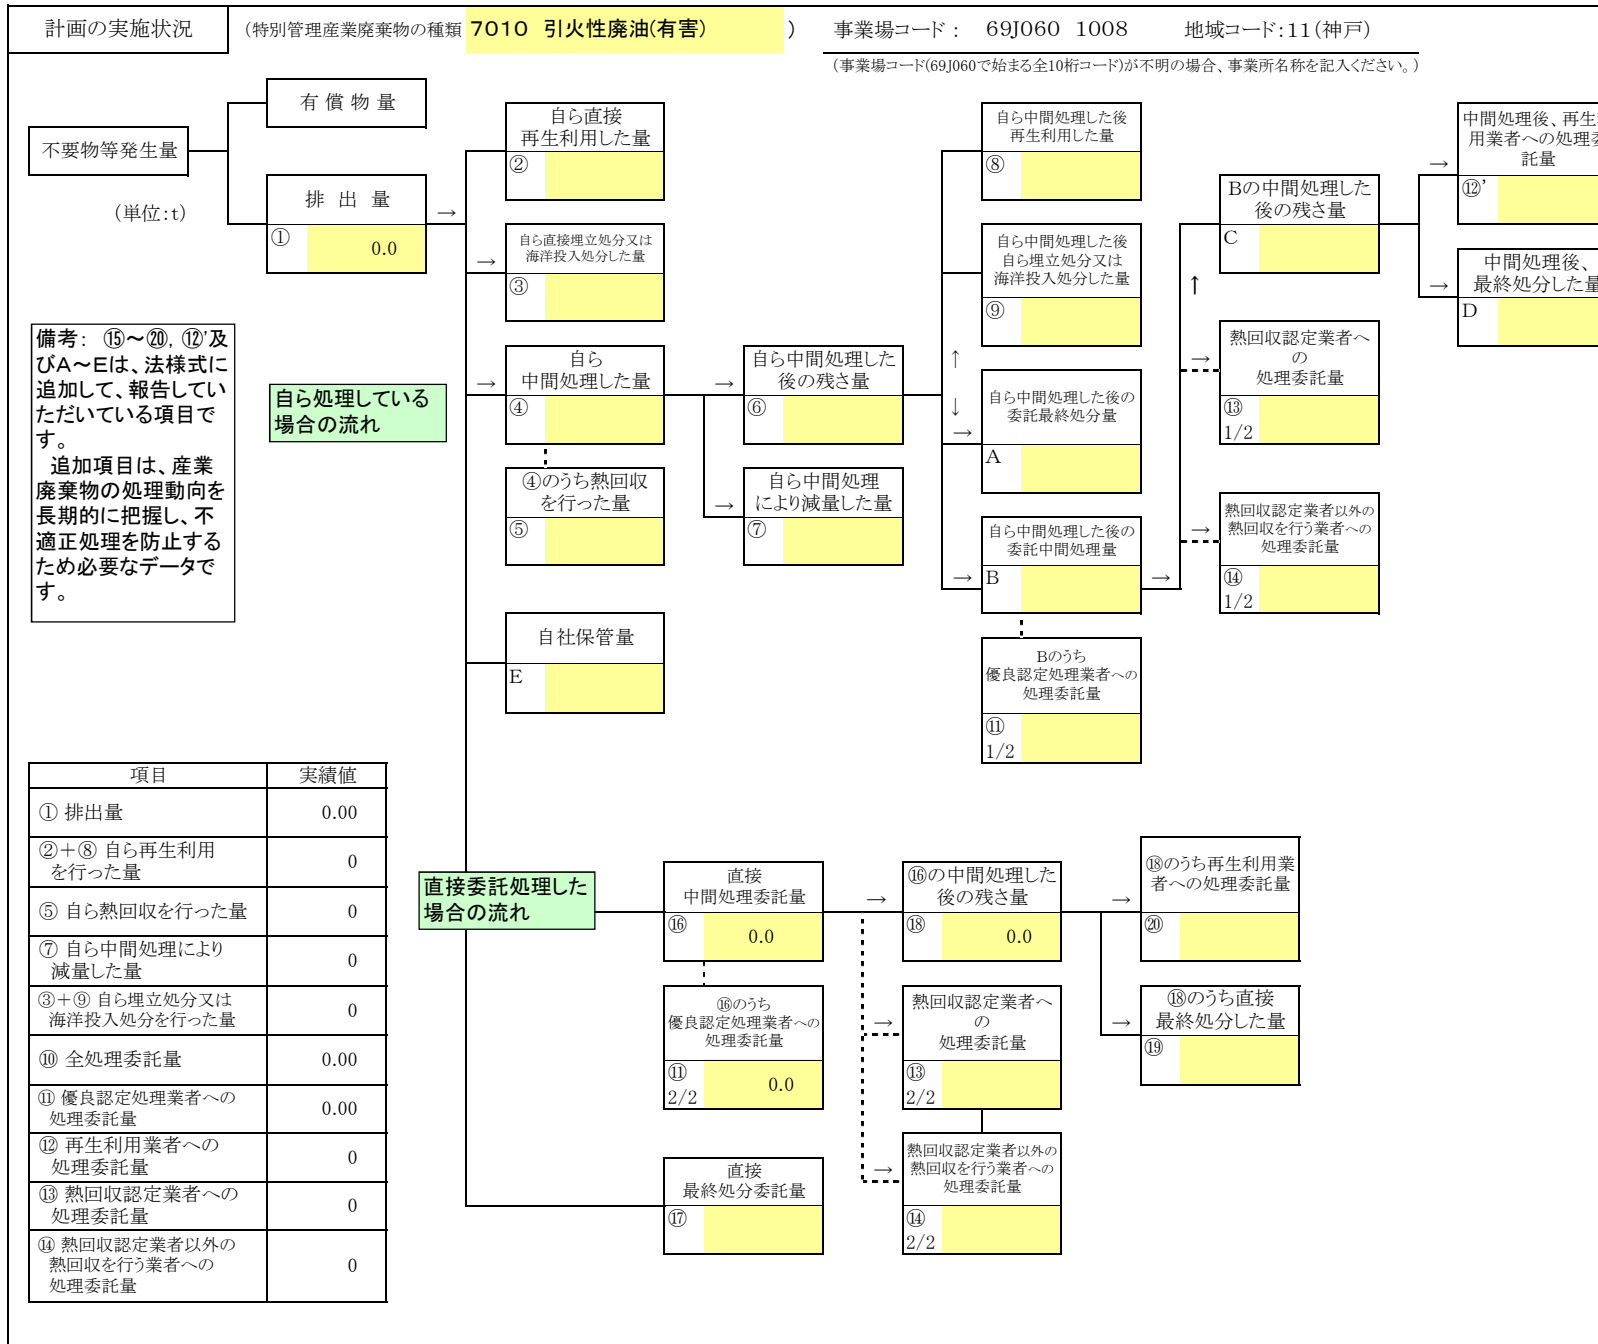 計画の実施状況
(特別管理産業廃棄物の種類 7010 引火性廃油(有害) )
事業場コード: 69J060 1008 地域コード:11(神戸)
(事業場コード(69J060で始まる全10桁コード)が不明の場合、事業所名称を記入ください。)
不要物等発生量
(単位:t)
有償物量
排出量
① 0.0
→
自ら直接
再生利用した量
②
→
自ら直接埋立処分又は
海洋投入処分した量
③
→
自ら
中間処理した量
④
④のうち熱回収
を行った量
⑤
自社保管量
E
→
自ら中間処理した
後の残さ量
⑥
→
自ら中間処理
により減量した量
⑦
自ら中間処理した後
再生利用した量
⑧
自ら中間処理した後
自ら埋立処分又は
海洋投入処分した量
⑨
↑
↓
→
自ら中間処理した後の
委託最終処分量
A
自ら中間処理した後の
委託中間処理量
→
B
→
Bのうち
優良認定処理業者への
処理委託量
⑪
1/2
Bの中間処理した
後の残さ量
C
↑
→
熱回収認定業者へ
の
処理委託量
⑬
1/2
→
熱回収認定業者以外の
熱回収を行う業者への
処理委託量
⑭
1/2
中間処理後、再生
用業者への処理委
託量
→
⑫'
中間処理後、
最終処分した量
→
D
備考: ⑮~⑳, ⑫'及
びA~Eは、法様式に
追加して、報告してい
ただいている項目で
す。
追加項目は、産業
廃棄物の処理動向を
長期的に把握し、不
適正処理を防止する
ため必要なデータで
す。
自ら処理している
場合の流れ
項目 実績値
① 排出量 0.00
②+⑧ 自ら再生利用
を行った量 0
⑤ 自ら熱回収を行った量 0
⑦ 自ら中間処理により
減量した量 0
③+⑨ 自ら埋立処分又は
海洋投入処分を行った量 0
⑩ 全処理委託量 0.00
⑪ 優良認定処理業者への
処理委託量 0.00
⑫ 再生利用業者への
処理委託量 0
⑬ 熱回収認定業者への
処理委託量 0
⑭ 熱回収認定業者以外の
熱回収を行う業者への
処理委託量 0
直接委託処理した
場合の流れ
直接
中間処理委託量
⑯ 0.0
⑯のうち
優良認定処理業者への
処理委託量
⑪
2/2 0.0
直接
最終処分委託量
⑰
→
⑯の中間処理した
後の残さ量
⑱ 0.0
→
熱回収認定業者へ
の
処理委託量
⑬
2/2
→
熱回収認定業者以外の
熱回収を行う業者への
処理委託量
⑭
2/2
→
⑱のうち再生利用業
者への処理委託量
⑳
→
⑱のうち直接
最終処分した量
⑲